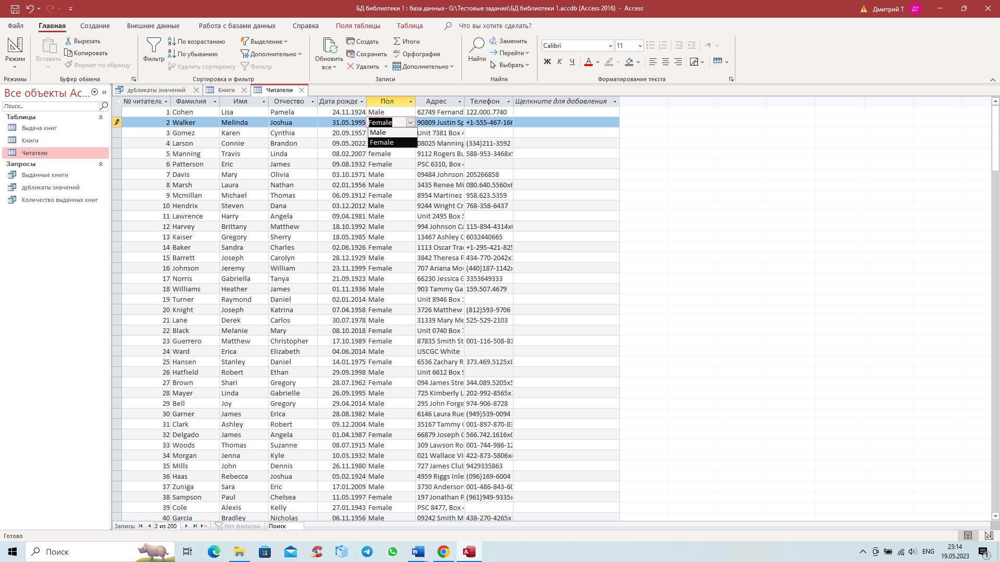 БД библиотеки 1 : база данных- G:\Тестовые задания\БД библиотеки 1.accdb (Access 2016) - Access
Дмитрий Т
ДТ
Файл Главная Создание Внешние данные Работа с базами данных Справка Поля таблицы Таблица Что вы хотите сделать?
Режим
Режимы
Вставить
Вырезать
Копировать
Формат по образцу
Буфер обмена
Фильтр
По возрастанию
По убыванию
Удалить сортировку
Выделение
Дополнительно
Фильтр
Сортировка и фильтр
Обновить
все
Создать
Сохранить
Удалить
Итоги
Орфография
Дополнительно
Записи
Найти
Заменить
Перейти
Выбрать
Найти
Calibri 11
Ж К Ч А
Форматирование текста
Все объекты Ac...
Поиск...
Таблицы
Выдача книг
Книги
Читатели
Запросы
Выданные книги
дубликаты значений
Количество выданных книг
дубликаты значений Книги Читатели
№ читатель Фамилия Имя Отчество Дата рожде Пол Адрес Телефон Щелкните для добавления
1 Cohen Lisa Pamela 24.11.1924 Male 62749 Fernand 122.000.7740
2 Walker Melinda Joshua 31.05.1995 Female 90809 Justin Sp +1-555-467-166
Male
Female
3 Gomez Karen Cynthia 20.09.1957 Unit 7381 Box 4
4 Larson Connie Brandon 09.05.2022 08025 Manning (334)211-3592
5 Manning Travis Linda 08.02.2007 female 9112 Rogers Bu 588-953-3468x9
6 Patterson Eric James 09.08.1932 Female PSC 6310, Box 4
7 Davis Mary Olivia 03.10.1971 Male 09484 Johnson 205266858
8 Marsh Laura Nathan 02.01.1956 Male 3435 Renee Mi 080.640.5560x6
9 Mcmillan Michael Thomas 06.09.1912 Female 8954 Martinez 958.623.5359
10 Hendrix Steven Dana 03.12.2012 Male 9244 Wright Cr 768-358-6437
11 Lawrence Harry Angela 09.04.1981 Male Unit 2495 Box 5
12 Harvey Brittany Matthew 18.10.1992 Male 994 Johnson Ca 115-894-4314x0
13 Kaiser Gregory Sherry 18.05.1985 Male 13467 Ashley C 6032440665
14 Baker Sandra Charles 02.06.1926 Female 1113 Oscar Trac +1-295-421-825
15 Barrett Joseph Carolyn 28.12.1929 Male 3842 Theresa P 434-770-2042x3
16 Johnson Jeremy William 23.11.1999 Female 707 Ariana Mou (440)187-1142x
17 Norris Gabriella Tanya 21.09.1923 Male 66230 Jessica G 3353649333
18 Williams Heather James 01.11.1936 Male 903 Tammy Ga 159.507.4679
19 Turner Raymond Daniel 02.01.2014 Male Unit 8946 Box 1
20 Knight Joseph Katrina 07.04.1958 Female 3726 Matthew (812)593-9706
21 Lane Derek Carlos 30.07.1978 Male 31339 Mary Me 525-529-2103
22 Black Melanie Mary 08.10.2018 Female Unit 0740 Box 7
23 Guerrero Matthew Christopher 17.10.1989 Female 87835 Smith St 001-116-508-81
24 Ward Erica Elizabeth 04.06.2014 Male USCGC White
25 Hansen Stanley Daniel 14.01.1975 Female 6536 Zachary R 373.469.5125x8
26 Hatfield Robert Ethan 29.09.1998 Male Unit 6612 Box 9
27 Brown Shari Gregory 28.07.1962 Female 094 James Stre 344.089.5205x5
28 Mayer Linda Gabrielle 26.09.1995 Male 725 Kimberly L 202-992-8565x1
29 Bell Joy Gregory 29.04.2014 Male 295 John Forge 974-906-8728
30 Garner James Erica 28.08.1982 Male 6146 Laura Rue (949)539-0094
31 Clark Ashley Robert 09.12.2004 Male 35167 Tammy 001-897-870-83
32 Delgado James Angela 01.04.1987 Female 66879 Joseph C 566.742.1616x0
33 Woods Thomas Suzanne 08.07.1915 Male 309 Lawson Ro 001-744-986-12
34 Morgan Jenna Kyle 10.03.1932 Male 021 Wallace Vi 422-873-5806x4
35 Mills John Dennis 26.11.1980 Male 727 James Club 9429335863
36 Haas Rebecca Joshua 05.02.1924 Male 4959 Riggs Inle (096)169-6004
37 Zuniga Sara Eric 17.01.2009 Male 3730 Anderson 001-486-843-60
38 Sampson Paul Chelsea 11.05.1997 Female 197 Jonathan R (961)949-9335x
39 Cole Alexis Kelly 27.01.1943 Female PSC 8477, Box 4
40 Garcia Bradley Nicholas 06.11.1956 Male 09242 Smith M 438-270-4265x1
Запись: 2 из 200 Нет фильтра Поиск
Готово
Поиск
ENG
23:14
19.05.2023
1